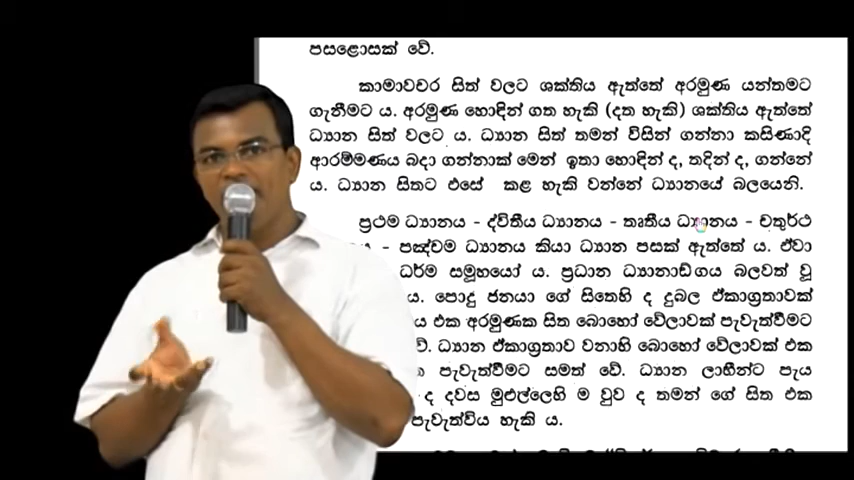 පසළොසක් වේ.
කාමාවචර සිත් වලට ශක්තිය ඇත්තේ අරමුණ යන්තමට
ගැනීමට ය. අරමුණ හොඳින් ගත හැකි (දත හැකි) ශක්තිය ඇත්තේ
ධ්‍යාන සිත් වලට ය. ධ්‍යාන සිත් තමන් විසින් ගන්නා කසිණාදි
ආරම්මණය බදා ගන්නාක් මෙන් ඉතා හොඳින් ද, තදින් ද, ගන්නේ
ය. ධ්‍යාන සිතට එසේ කළ හැකි වන්නේ ධ්‍යානයේ බලයෙනි.
ප්‍රථම ධ්‍යානය - ද්විතීය ධ්‍යානය - තෘතීය ධ්‍යානය - චතුර්ථ
- පඤ්චම ධ්‍යානය කියා ධ්‍යාන පසක් ඇත්තේ ය. ඒවා
ධර්ම සමූහයෝ ය. ප්‍රධාන ධ්‍යානාඞ්ගය බලවත් වූ
ය. පොදු ජනයා ගේ සිතෙහි ද දුබල ඒකාග්‍රතාවක්
ය එක අරමුණක සිත බොහෝ වේලාවක් පැවැත්වීමට
වේ. ධ්‍යාන ඒකාග්‍රතාව වනාහි බොහෝ වේලාවක් එක
පැවැත්වීමට සමත් වේ. ධ්‍යාන ලාභීන්ට පැය
ද දවස මුළුල්ලෙහි ම වුව ද තමන් ගේ සිත එක
පැවැත්විය හැකි ය.